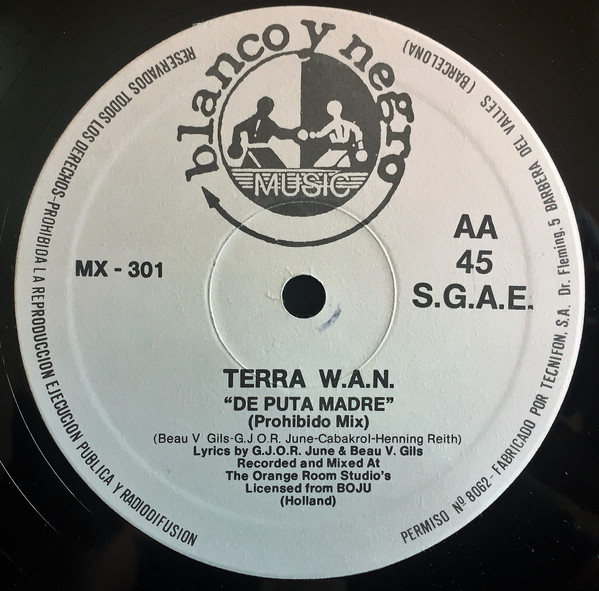 blanco y negro
MUSIC
MX - 301
AA
45
S.G.A.E.
TERRA W.A.N.
“DE PUTA MADRE”
(Prohibido Mix)
(Beau V Gils-G.J O.R. June-Cabakrol-Henning Reith)
Lyrics by G.J.O.R. June & Beau V. Gils
Recorded and Mixed At
The Orange Room Studio's
Licensed from BOJU
(Holland)
RESERVADOS TODOS LOS DERECHOS-PROHIBIDA LA REPRODUCCION EJECUCION PUBLICA Y RADIODIFUSION
PERMISO Nº 8062- FABRICADO POR TECNIFON, S.A. Dr. Fleming, 5 BARBERA DEL VALLES (BARCELONA)